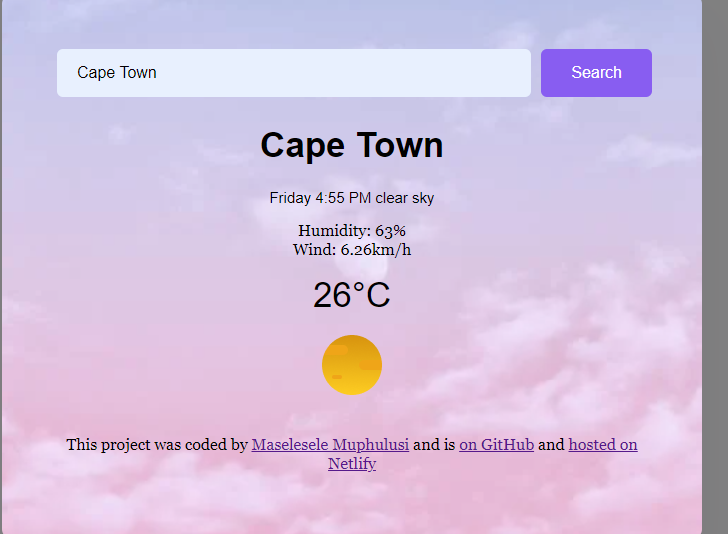 Cape Town
Search
Cape Town
Friday 4:55 PM clear sky
Humidity: 63%
Wind: 6.26km/h
26°C
This project was coded by Maselesele Muphulusi and is on GitHub and hosted on
Netlify